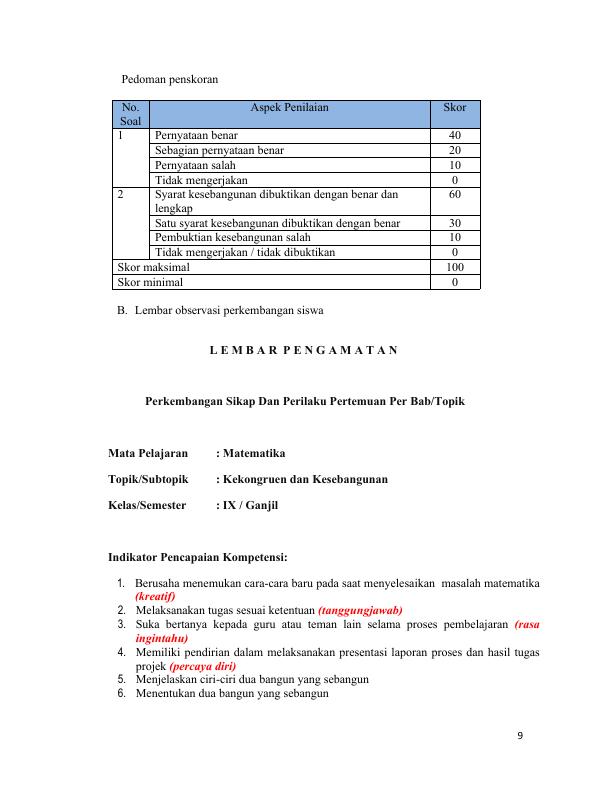 Pedoman penskoran
No. Soal Aspek Penilaian Skor
1 Pernyataan benar 40
Sebagian pernyataan benar 20
Pernyataan salah 10
Tidak mengerjakan 0
2 Syarat kesebangunan dibuktikan dengan benar dan 60
lengkap
Satu syarat kesebangunan dibuktikan dengan benar 30
Pembuktian kesebangunan salah 10
Tidak mengerjakan / tidak dibuktikan 0
Skor maksimal 100
Skor minimal 0
B. Lembar observasi perkembangan siswa
L E M B A R P E N G A M A T A N
Perkembangan Sikap Dan Perilaku Pertemuan Per Bab/Topik
Mata Pelajaran : Matematika
Topik/Subtopik : Kekongruen dan Kesebangunan
Kelas/Semester : IX / Ganjil
Indikator Pencapaian Kompetensi:
1. Berusaha menemukan cara-cara baru pada saat menyelesaikan masalah matematika
(kreatif)
2. Melaksanakan tugas sesuai ketentuan (tanggungjawab)
3. Suka bertanya kepada guru atau teman lain selama proses pembelajaran (rasa
ingintahu)
4. Memiliki pendirian dalam melaksanakan presentasi laporan proses dan hasil tugas
projek (percaya diri)
5. Menjelaskan ciri-ciri dua bangun yang sebangun
6. Menentukan dua bangun yang sebangun
9